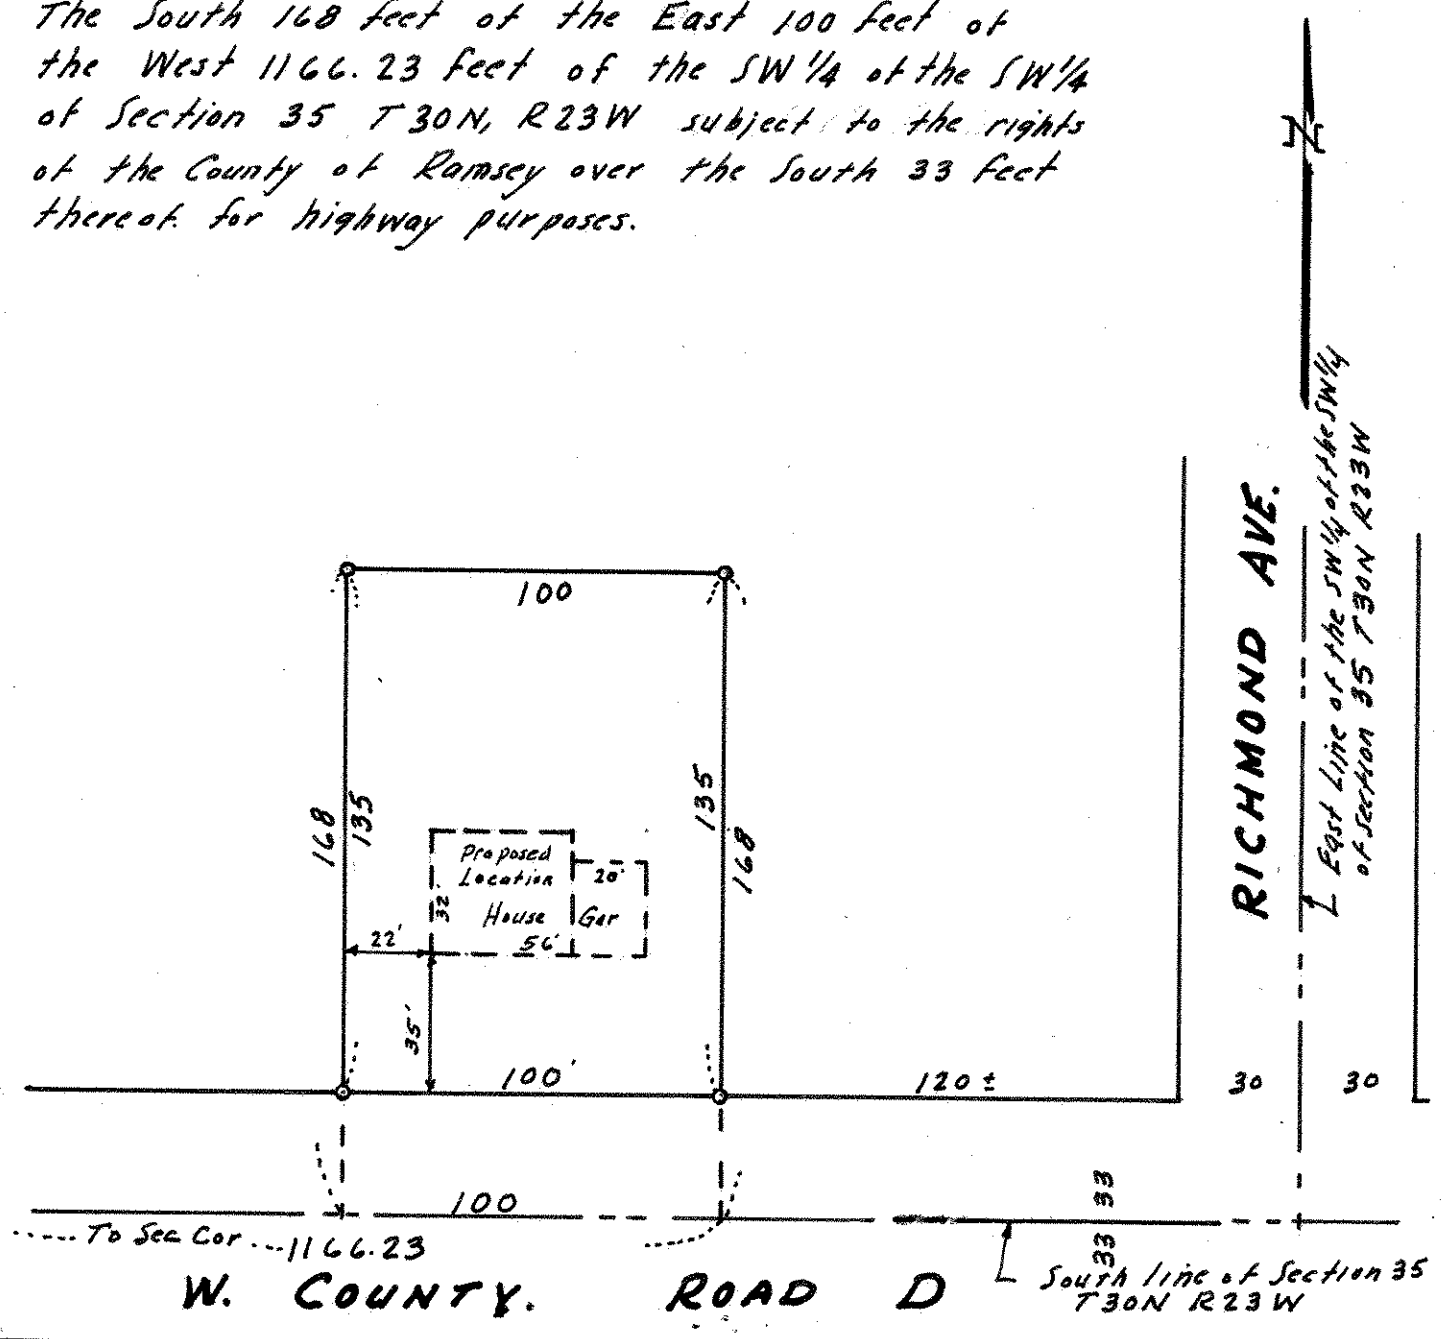 The South 168 feet of the East 100 feet of
the West 1166.23 feet of the SW 1/4 of the SW 1/4
of Section 35 T30N, R23W subject to the rights
of the County of Ramsey over the South 33 feet
thereof for highway purposes.
N
100
168
135
135
168
Proposed
Location
House
32'
56'
20'
Gar
22'
35'
100'
120 ±
30
30
RICHMOND AVE.
East Line of the SW 1/4 of the SW 1/4
of Section 35 T30N R23W
100
33
33
To Sec Cor
1166.23
South line of Section 35
T30N R23W
W. COUNTY. ROAD D